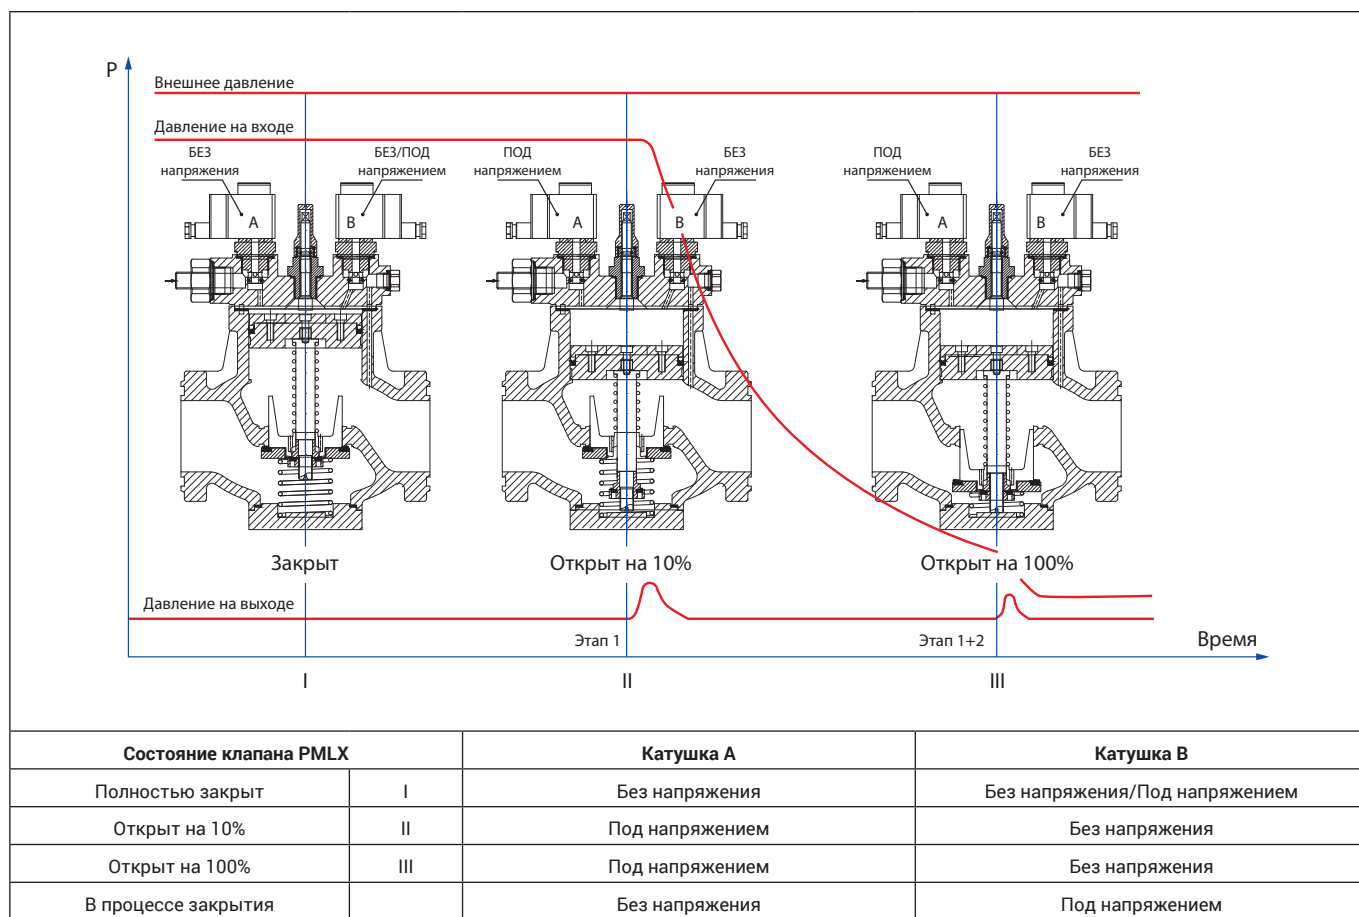 P
Внешнее давление
Давление на входе
БЕЗ
напряжения
БЕЗ/ПОД
напряжением
ПОД
напряжением
БЕЗ
напряжения
ПОД
напряжением
БЕЗ
напряжения
A
B
A
B
A
B
Закрыт
Открыт на 10%
Открыт на 100%
Давление на выходе
Этап 1
Этап 1+2
Время
I
II
III
Состояние клапана PMLX
Катушка A
Катушка B
Полностью закрыт
I
Без напряжения
Без напряжения/Под напряжением
Открыт на 10%
II
Под напряжением
Без напряжения
Открыт на 100%
III
Под напряжением
Без напряжения
В процессе закрытия
Без напряжения
Под напряжением